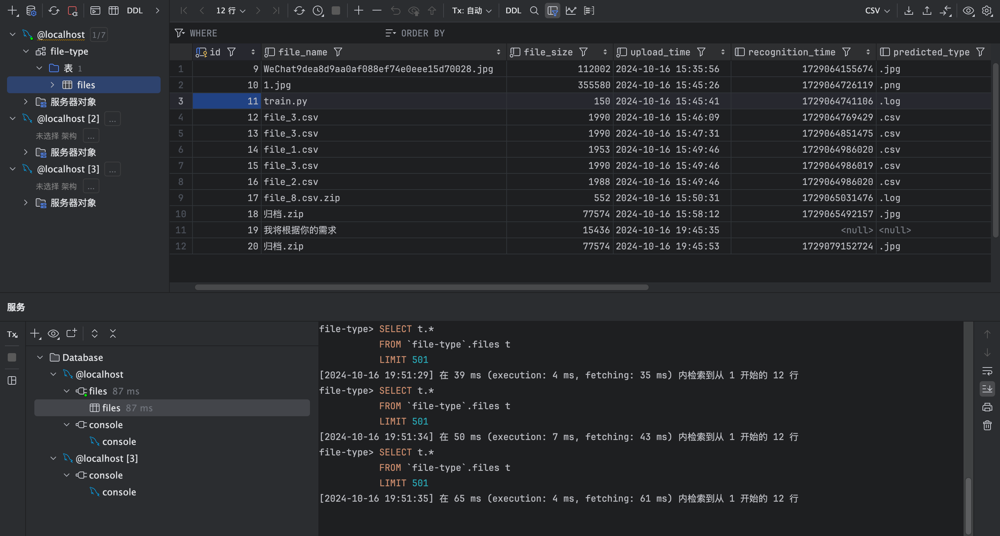 DDL
12 行
Tx: 自动
DDL
CSV
@localhost 1/7
file-type
表 1
files
服务器对象
@localhost [2] ...
未选择 架构 ...
服务器对象
@localhost [3] ...
未选择 架构 ...
服务器对象
WHERE
ORDER BY
id file_name file_size upload_time recognition_time predicted_type
1 9 WeChat9dea8d9aa0af088ef74e0eee15d70028.jpg 112002 2024-10-16 15:35:56 1729064155674 .jpg
2 10 1.jpg 355580 2024-10-16 15:45:26 1729064726119 .png
3 11 train.py 150 2024-10-16 15:45:41 1729064741106 .log
4 12 file_3.csv 1990 2024-10-16 15:46:09 1729064769429 .csv
5 13 file_3.csv 1990 2024-10-16 15:47:31 1729064851475 .csv
6 14 file_1.csv 1953 2024-10-16 15:49:46 1729064986020 .csv
7 15 file_3.csv 1990 2024-10-16 15:49:46 1729064986019 .csv
8 16 file_2.csv 1988 2024-10-16 15:49:46 1729064986020 .csv
9 17 file_8.csv.zip 552 2024-10-16 15:50:31 1729065031476 .log
10 18 归档.zip 77574 2024-10-16 15:58:12 1729065492157 .jpg
11 19 我将根据你的需求 15436 2024-10-16 19:45:35 <null> <null>
12 20 归档.zip 77574 2024-10-16 19:45:53 1729079152724 .jpg
服务
Tx
Database
@localhost
files 87 ms
files 87 ms
console
console
@localhost [3]
console
console
file-type> SELECT t.*
FROM `file-type`.files t
LIMIT 501
[2024-10-16 19:51:29] 在 39 ms (execution: 4 ms, fetching: 35 ms) 内检索到从 1 开始的 12 行
file-type> SELECT t.*
FROM `file-type`.files t
LIMIT 501
[2024-10-16 19:51:34] 在 50 ms (execution: 7 ms, fetching: 43 ms) 内检索到从 1 开始的 12 行
file-type> SELECT t.*
FROM `file-type`.files t
LIMIT 501
[2024-10-16 19:51:35] 在 65 ms (execution: 4 ms, fetching: 61 ms) 内检索到从 1 开始的 12 行